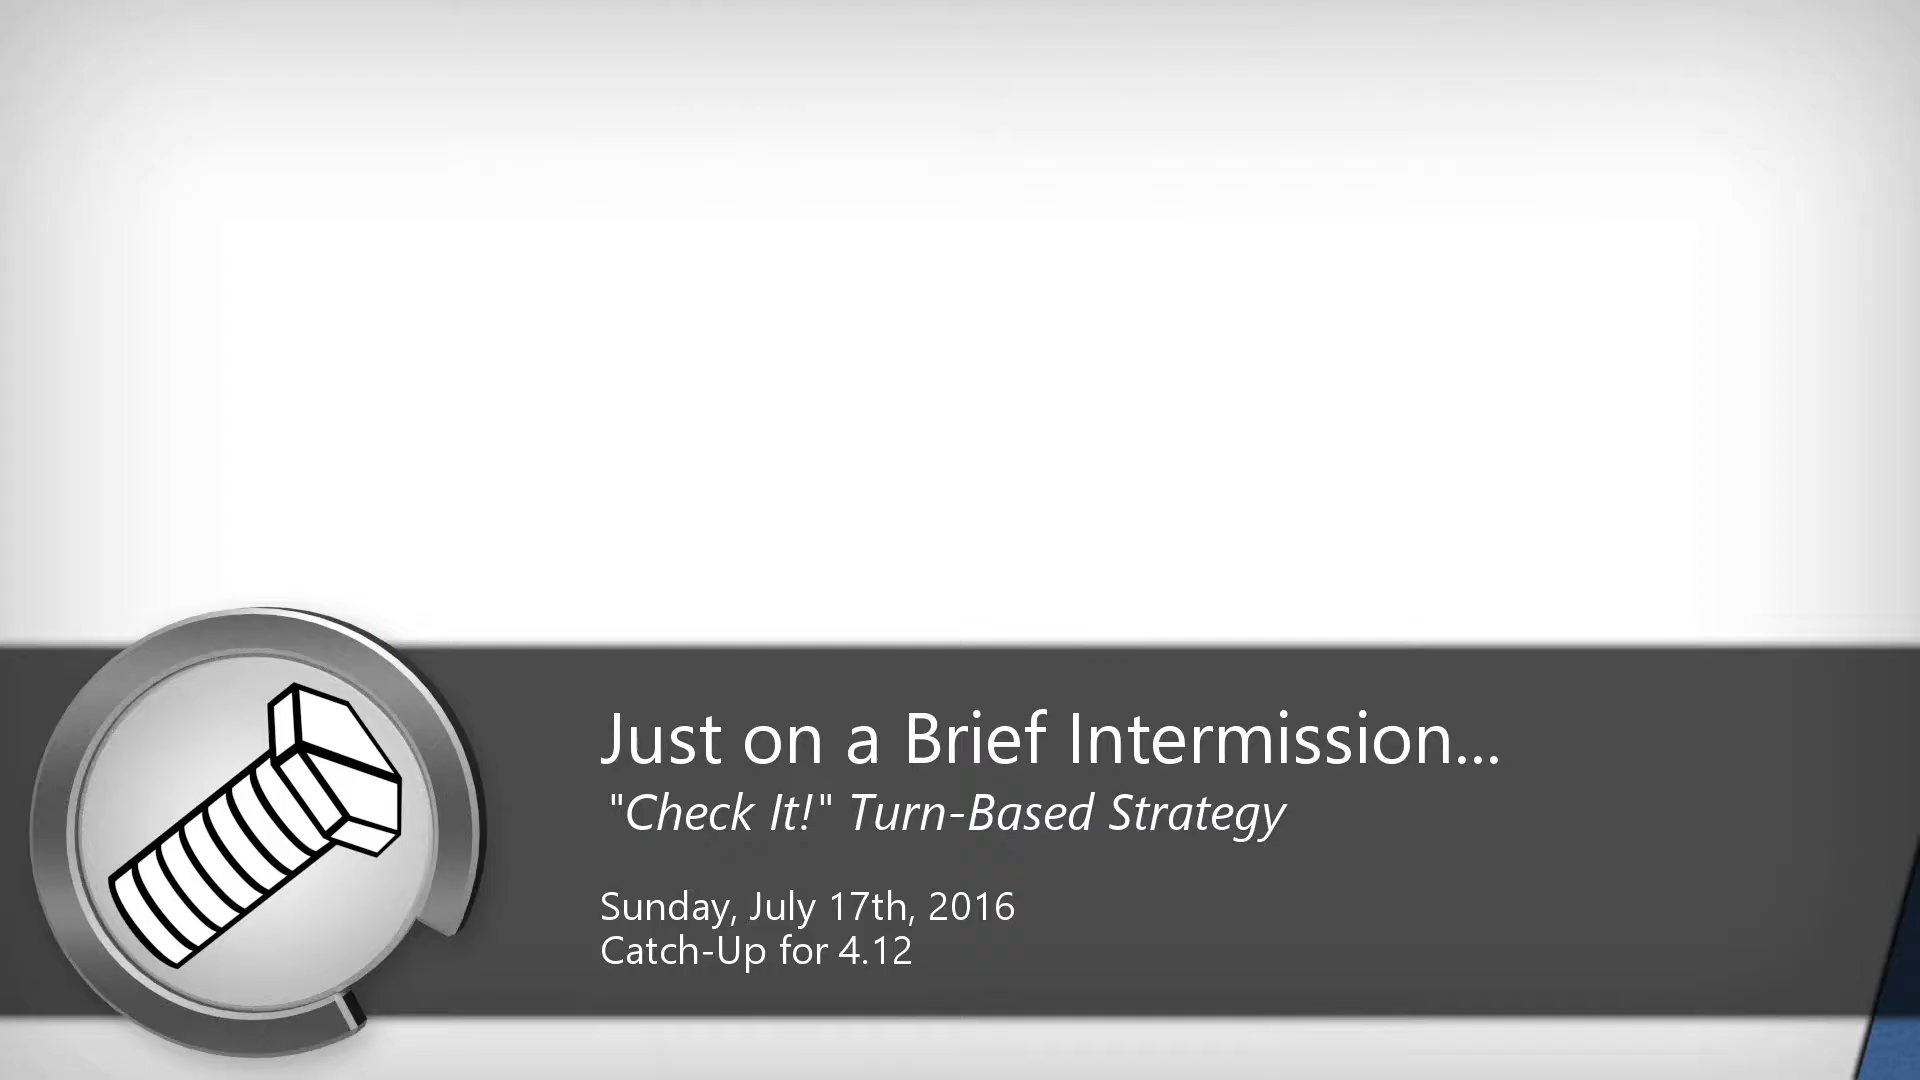 Just on a Brief Intermission...
"Check It!" Turn-Based Strategy
Sunday, July 17th, 2016
Catch-Up for 4.12